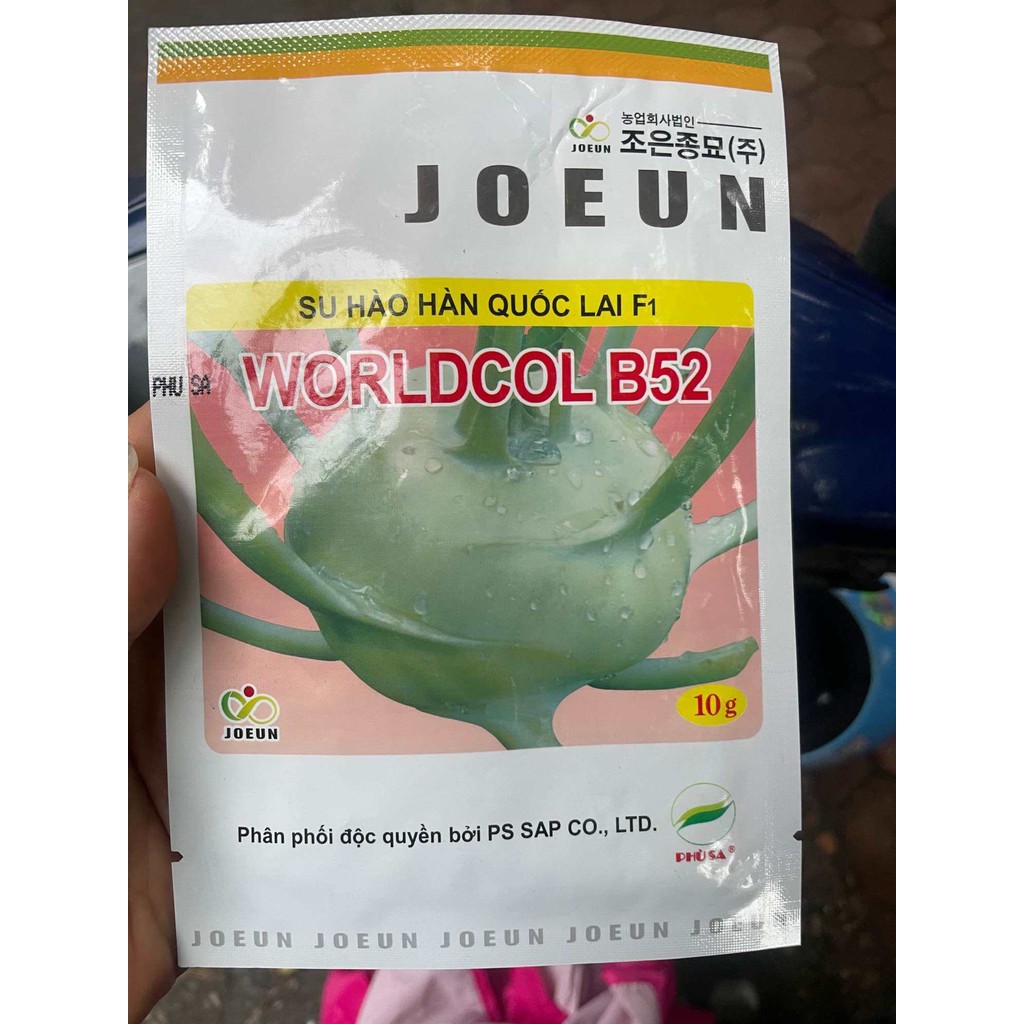 농업회사법인
JOEUN 조은종묘(주)
JOEUN
SU HÀO HÀN QUỐC LAI F1
WORLDCOL B52
PHU SA
10 g
JOEUN
Phân phối độc quyền bởi PS SAP CO., LTD.
PHÙ SA ®
JOEUN JOEUN JOEUN JOEUN JOEUN